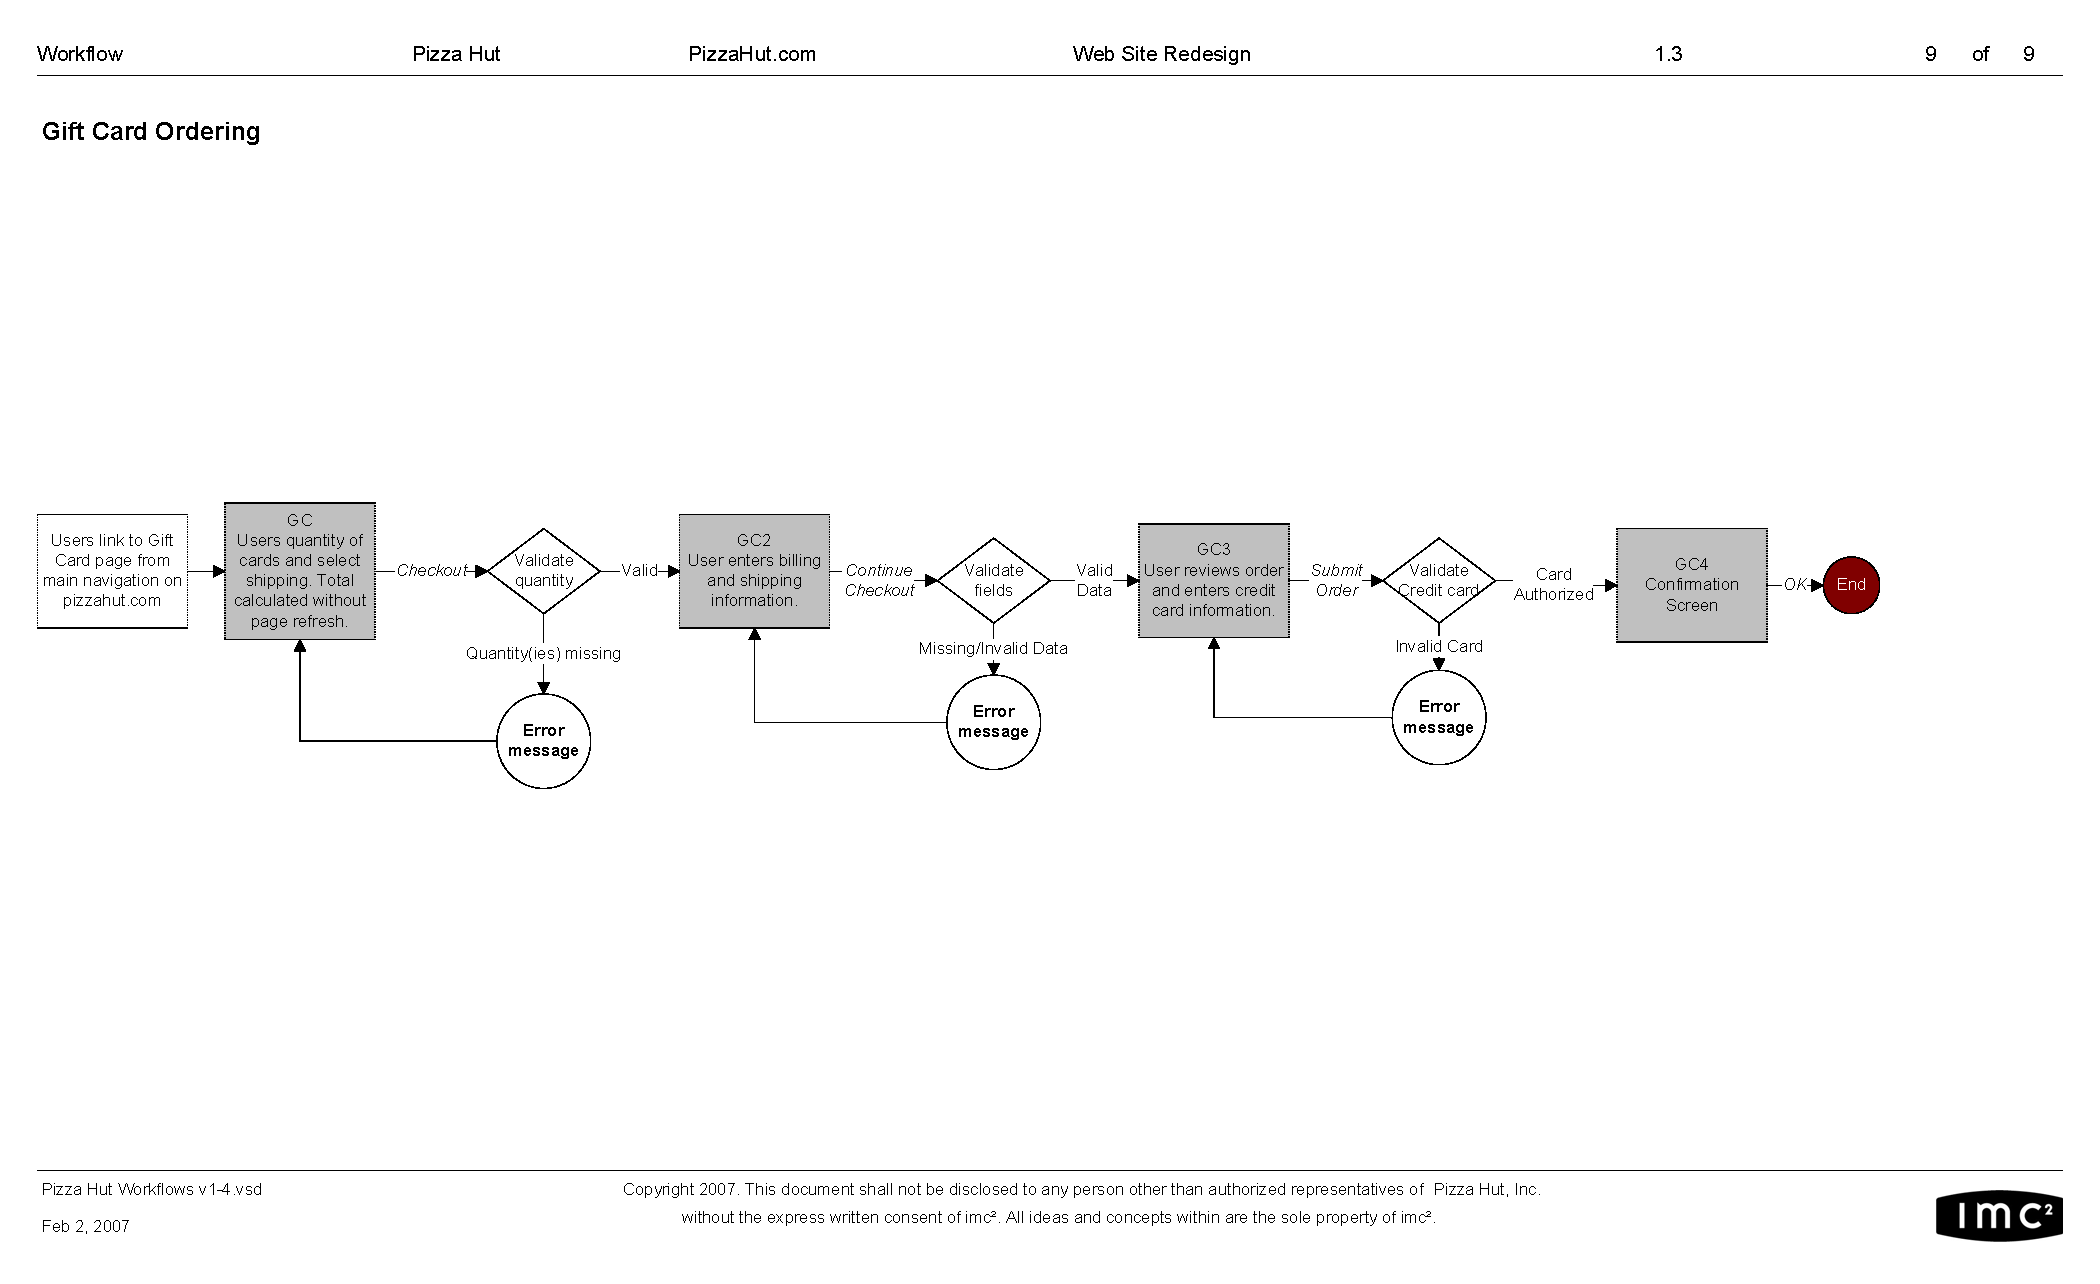 Workflow Pizza Hut PizzaHut.com Web Site Redesign 1.3 9 of 9
Gift Card Ordering
Users link to Gift
Card page from
main navigation on
pizzahut.com
GC
Users quantity of
cards and select
shipping. Total
calculated without
page refresh.
Checkout
Validate
quantity
Valid
Quantity(ies) missing
Error
message
GC2
User enters billing
and shipping
information.
Continue
Checkout
Validate
fields
Valid
Data
Missing/Invalid Data
Error
message
GC3
User reviews order
and enters credit
card information.
Submit
Order
Validate
Credit card
Card
Authorized
Invalid Card
Error
message
GC4
Confirmation
Screen
OK
End
Pizza Hut Workflows v1-4.vsd
Feb 2, 2007
Copyright 2007. This document shall not be disclosed to any person other than authorized representatives of Pizza Hut, Inc.
without the express written consent of imc². All ideas and concepts within are the sole property of imc².
imc²